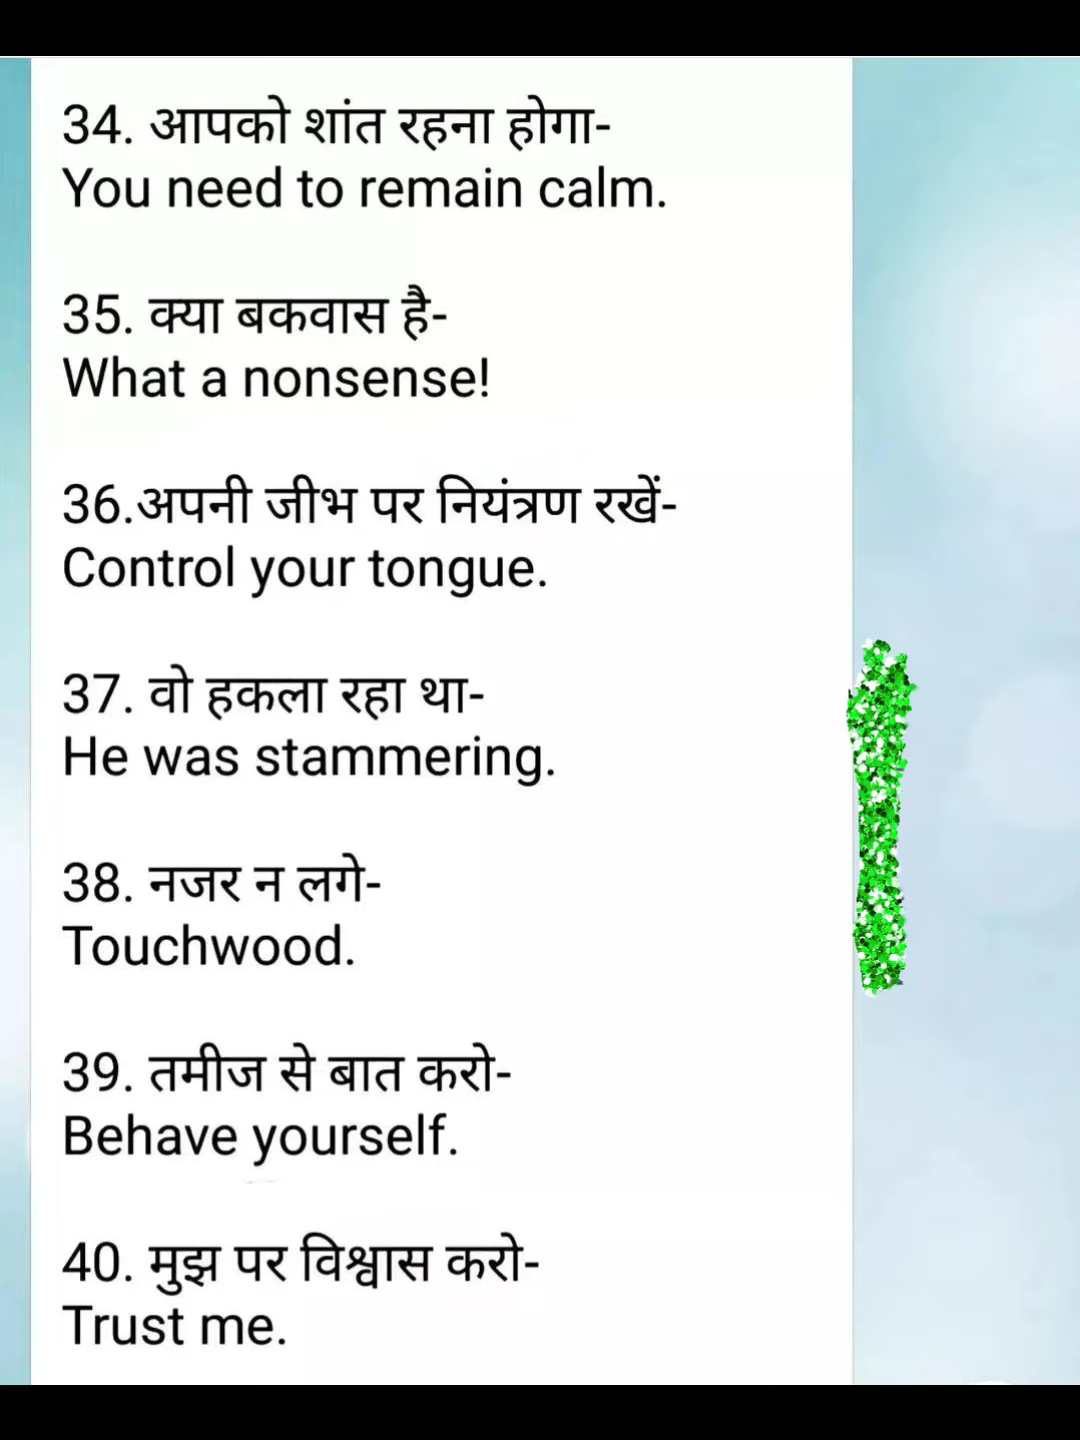 34. आपको शांत रहना होगा-
You need to remain calm.
35. क्या बकवास है-
What a nonsense!
36.अपनी जीभ पर नियंत्रण रखें-
Control your tongue.
37. वो हकला रहा था-
He was stammering.
38. नजर न लगे-
Touchwood.
39. तमीज से बात करो-
Behave yourself.
40. मुझ पर विश्वास करो-
Trust me.